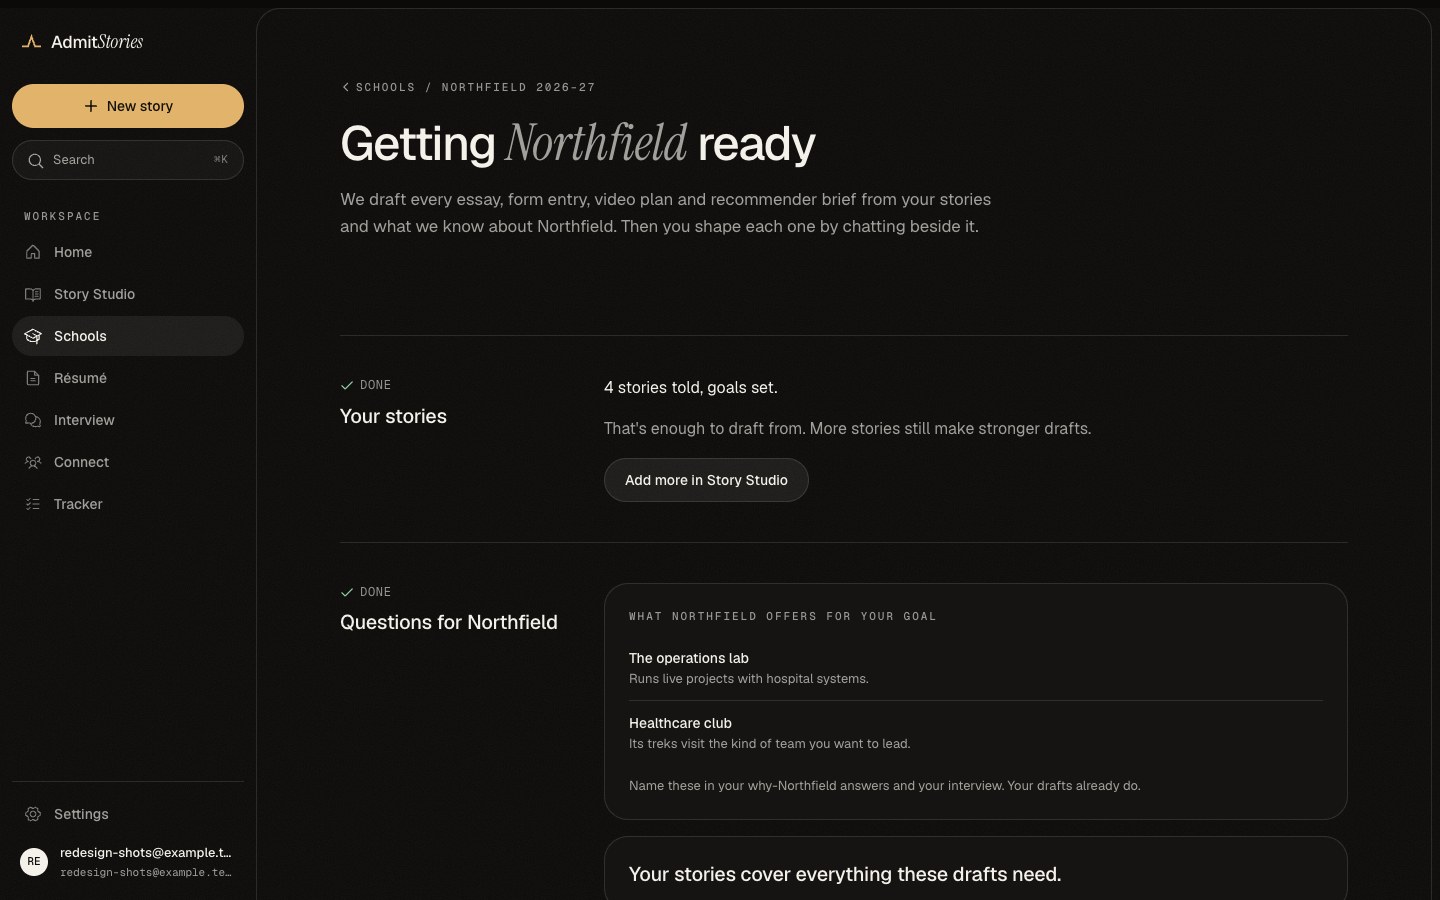 AdmitStories
New story
Search ⌘K
WORKSPACE
Home
Story Studio
Schools
Résumé
Interview
Connect
Tracker
Settings
RE
redesign-shots@example.t…
redesign-shots@example.te…
SCHOOLS / NORTHFIELD 2026-27
Getting Northfield ready
We draft every essay, form entry, video plan and recommender brief from your stories
and what we know about Northfield. Then you shape each one by chatting beside it.
DONE
Your stories
4 stories told, goals set.
That's enough to draft from. More stories still make stronger drafts.
Add more in Story Studio
DONE
Questions for Northfield
WHAT NORTHFIELD OFFERS FOR YOUR GOAL
The operations lab
Runs live projects with hospital systems.
Healthcare club
Its treks visit the kind of team you want to lead.
Name these in your why-Northfield answers and your interview. Your drafts already do.
Your stories cover everything these drafts need.